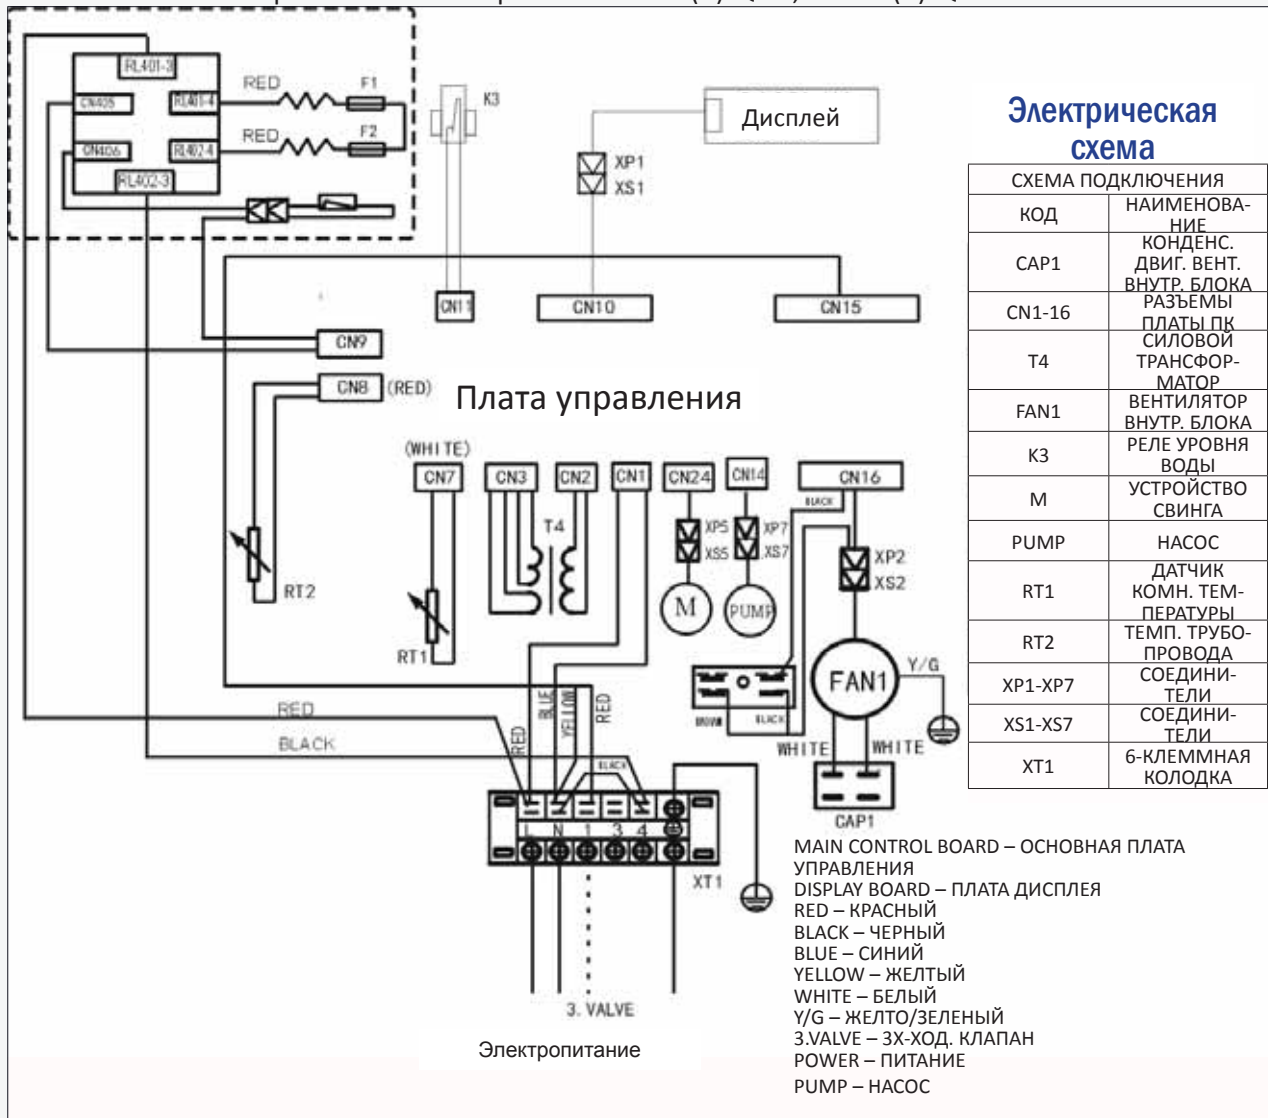 RL401-3
RED
F1
CN405
RL401-4
K3
RED
F2
CN406
RL402-4
RL402-3
Дисплей
XP1
XS1
CN11
CN10
CN15
CN9
CN8 (RED)
Плата управления
(WHITE)
CN7
CN3
CN2
CN1
CN24
CN14
CN16
BLACK
T4
XP5
XS5
XP7
XS7
XP2
XS2
RT2
RT1
M
PUMP
FAN1
Y/G
BLACK
WHITE
WHITE
CAP1
RED
BLACK
RED
BLUE
YELLOW
RED
BLACK
L N 1 3 4
XT1
3. VALVE
Электропитание
Электрическая
схема
СХЕМА ПОДКЛЮЧЕНИЯ
КОД
НАИМЕНОВА-
НИЕ
CAP1
КОНДЕНС.
ДВИГ. ВЕНТ.
ВНУТР. БЛОКА
CN1-16
РАЗЪЕМЫ
ПЛАТЫ ПК
T4
СИЛОВОЙ
ТРАНСФОР-
МАТОР
FAN1
ВЕНТИЛЯТОР
ВНУТР. БЛОКА
K3
РЕЛЕ УРОВНЯ
ВОДЫ
M
УСТРОЙСТВО
СВИНГА
PUMP
НАСОС
RT1
ДАТЧИК
КОМН. ТЕМ-
ПЕРАТУРЫ
RT2
ТЕМП. ТРУБО-
ПРОВОДА
XP1-XP7
СОЕДИНИ-
ТЕЛИ
XS1-XS7
СОЕДИНИ-
ТЕЛИ
XT1
6-КЛЕММНАЯ
КОЛОДКА
MAIN CONTROL BOARD – ОСНОВНАЯ ПЛАТА
УПРАВЛЕНИЯ
DISPLAY BOARD – ПЛАТА ДИСПЛЕЯ
RED – КРАСНЫЙ
BLACK – ЧЕРНЫЙ
BLUE – СИНИЙ
YELLOW – ЖЕЛТЫЙ
WHITE – БЕЛЫЙ
Y/G – ЖЕЛТО/ЗЕЛЕНЫЙ
3.VALVE – 3Х-ХОД. КЛАПАН
POWER – ПИТАНИЕ
PUMP – НАСОС